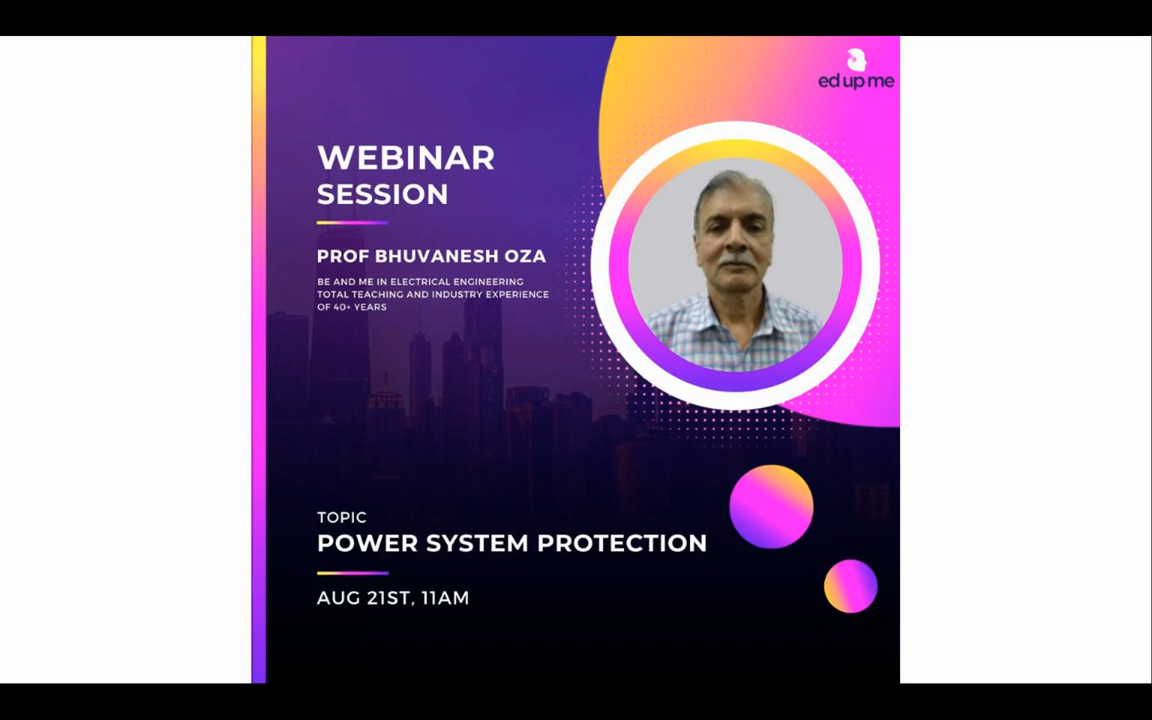 ed up me
WEBINAR
SESSION
PROF BHUVANESH OZA
BE AND ME IN ELECTRICAL ENGINEERING
TOTAL TEACHING AND INDUSTRY EXPERIENCE
OF 40+ YEARS
TOPIC
POWER SYSTEM PROTECTION
AUG 21ST, 11AM